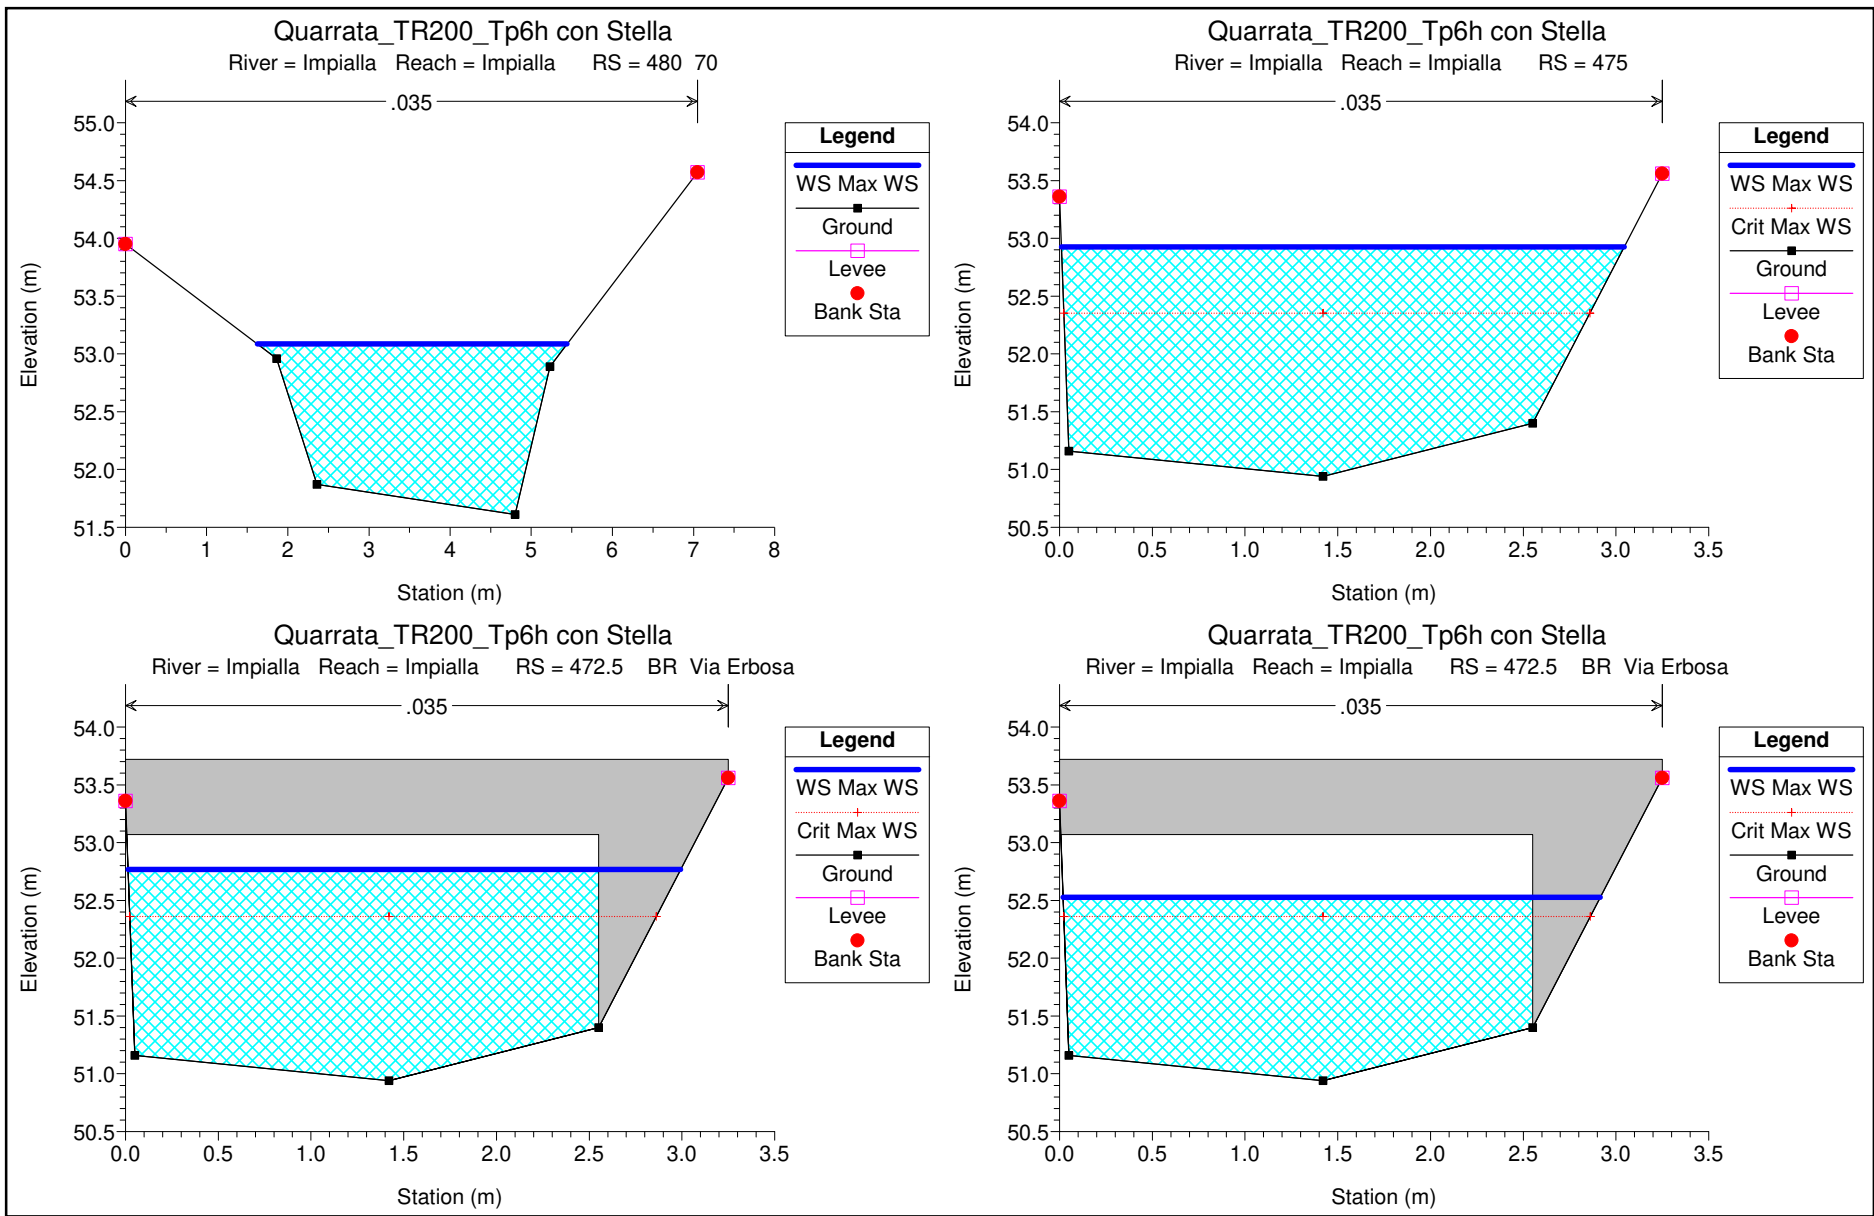 Quarrata_TR200_Tp6h con Stella
River = Impialla Reach = Impialla RS = 480 70
.035
55.0
54.5
54.0
53.5
53.0
52.5
52.0
51.5
0 1 2 3 4 5 6 7 8
Elevation (m)
Station (m)
Legend
WS Max WS
Ground
Levee
Bank Sta
Quarrata_TR200_Tp6h con Stella
River = Impialla Reach = Impialla RS = 475
.035
54.0
53.5
53.0
52.5
52.0
51.5
51.0
50.5
0.0 0.5 1.0 1.5 2.0 2.5 3.0 3.5
Elevation (m)
Station (m)
Legend
WS Max WS
Crit Max WS
Ground
Levee
Bank Sta
Quarrata_TR200_Tp6h con Stella
River = Impialla Reach = Impialla RS = 472.5 BR Via Erbosa
.035
54.0
53.5
53.0
52.5
52.0
51.5
51.0
50.5
0.0 0.5 1.0 1.5 2.0 2.5 3.0 3.5
Elevation (m)
Station (m)
Legend
WS Max WS
Crit Max WS
Ground
Levee
Bank Sta
Quarrata_TR200_Tp6h con Stella
River = Impialla Reach = Impialla RS = 472.5 BR Via Erbosa
.035
54.0
53.5
53.0
52.5
52.0
51.5
51.0
50.5
0.0 0.5 1.0 1.5 2.0 2.5 3.0 3.5
Elevation (m)
Station (m)
Legend
WS Max WS
Crit Max WS
Ground
Levee
Bank Sta